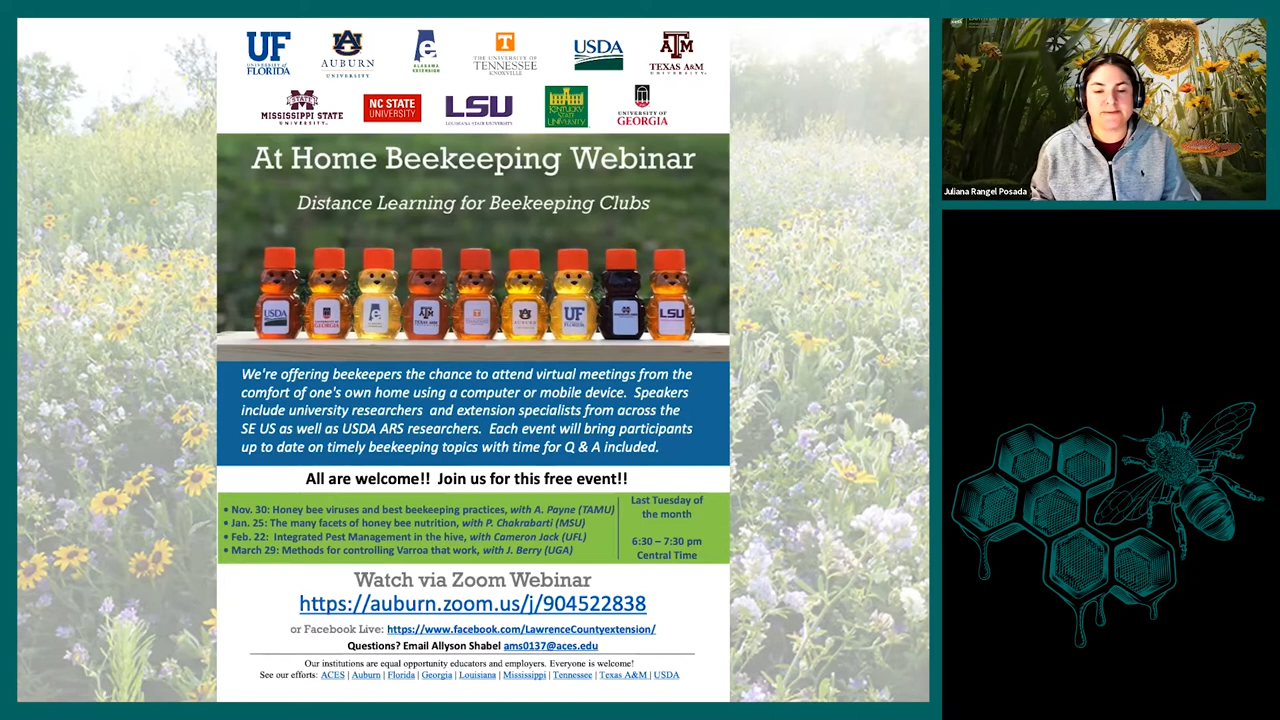 UF
UNIVERSITY of
FLORIDA
AUBURN
UNIVERSITY
ALABAMA
EXTENSION
T
THE UNIVERSITY OF
TENNESSEE
KNOXVILLE
USDA
TEXAS A&M
UNIVERSITY
STATE
MISSISSIPPI STATE
UNIVERSITY
NC STATE
UNIVERSITY
LSU
LOUISIANA STATE UNIVERSITY
KENTUCKY
STATE
UNIVERSITY
UNIVERSITY OF
GEORGIA
At Home Beekeeping Webinar
Distance Learning for Beekeeping Clubs
USDA
GEORGIA
TEXAS A&M
AUBURN
UF
FLORIDA
LSU
We're offering beekeepers the chance to attend virtual meetings from the
comfort of one's own home using a computer or mobile device. Speakers
include university researchers and extension specialists from across the
SE US as well as USDA ARS researchers. Each event will bring participants
up to date on timely beekeeping topics with time for Q & A included.
All are welcome!! Join us for this free event!!
• Nov. 30: Honey bee viruses and best beekeeping practices, with A. Payne (TAMU)
• Jan. 25: The many facets of honey bee nutrition, with P. Chakrabarti (MSU)
• Feb. 22: Integrated Pest Management in the hive, with Cameron Jack (UFL)
• March 29: Methods for controlling Varroa that work, with J. Berry (UGA)
Last Tuesday of
the month
6:30 – 7:30 pm
Central Time
Watch via Zoom Webinar
https://auburn.zoom.us/j/904522838
or Facebook Live: https://www.facebook.com/LawrenceCountyextension/
Questions? Email Allyson Shabel ams0137@aces.edu
Our institutions are equal opportunity educators and employers. Everyone is welcome!
See our efforts: ACES | Auburn | Florida | Georgia | Louisiana | Mississippi | Tennessee | Texas A&M | USDA
Juliana Rangel Posada